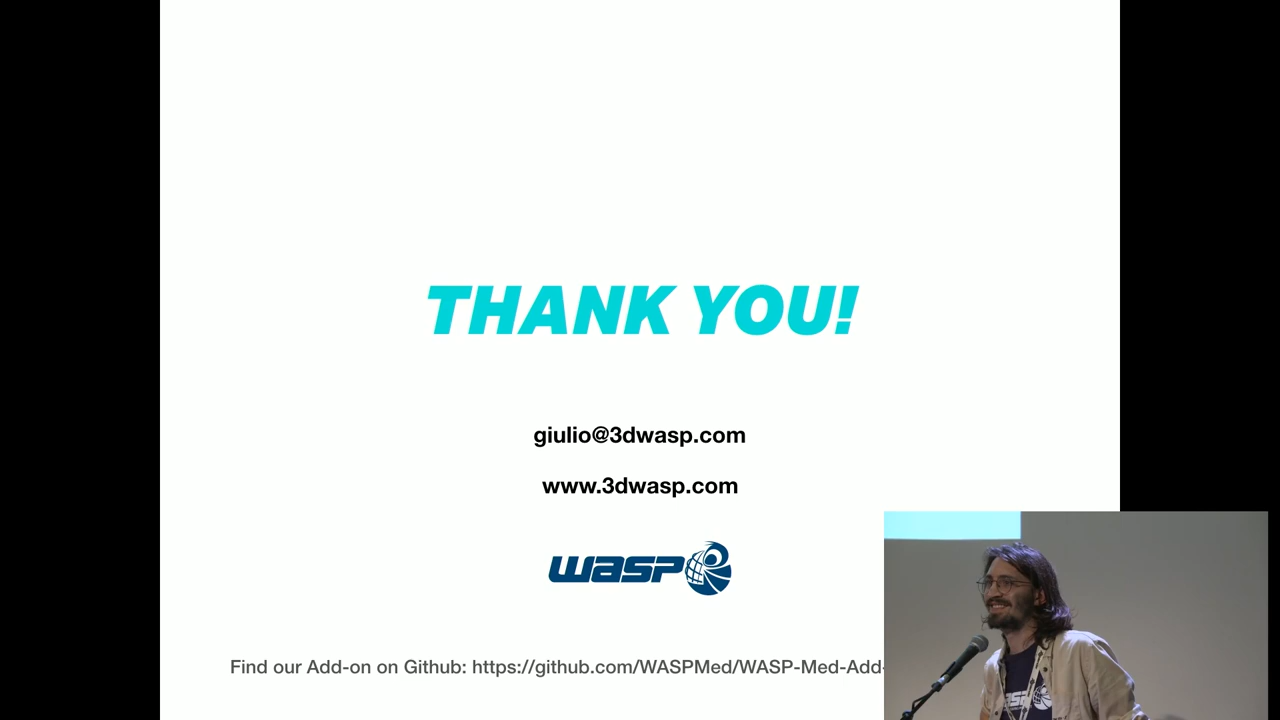 THANK YOU!
giulio@3dwasp.com
www.3dwasp.com
WASP
Find our Add-on on Github: https://github.com/WASPMed/WASP-Med-Add-
WASP